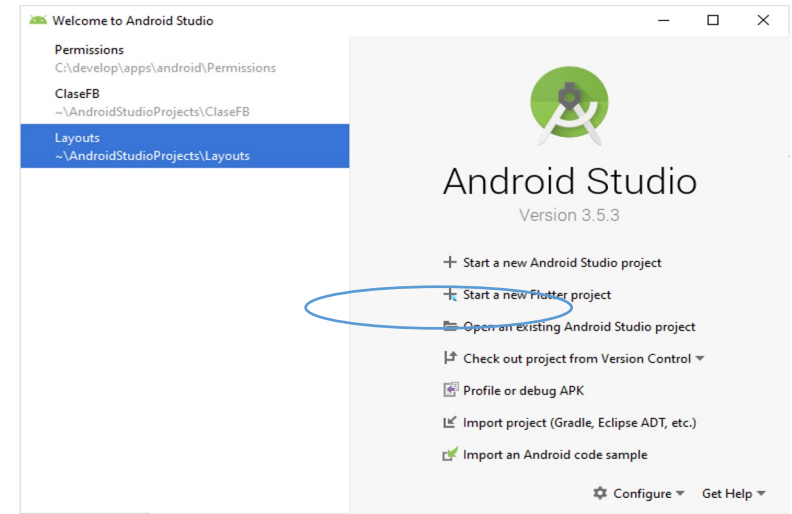 Welcome to Android Studio
Permissions
C:\develop\apps\android\Permissions
ClaseFB
~\AndroidStudioProjects\ClaseFB
Layouts
~\AndroidStudioProjects\Layouts
Android Studio
Version 3.5.3
Start a new Android Studio project
Start a new Flutter project
Open an existing Android Studio project
Check out project from Version Control
Profile or debug APK
Import project (Gradle, Eclipse ADT, etc.)
Import an Android code sample
Configure Get Help